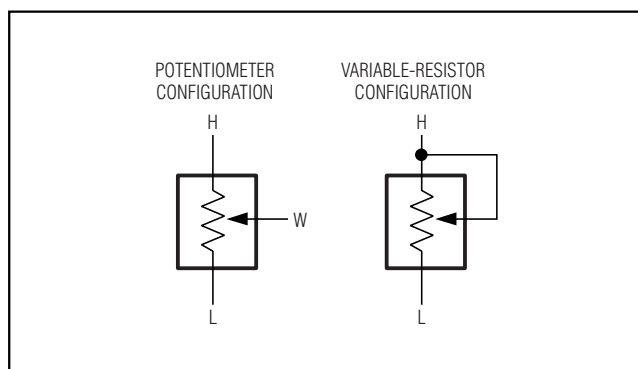 POTENTIOMETER
CONFIGURATION
H
W
L
VARIABLE-RESISTOR
CONFIGURATION
H
L